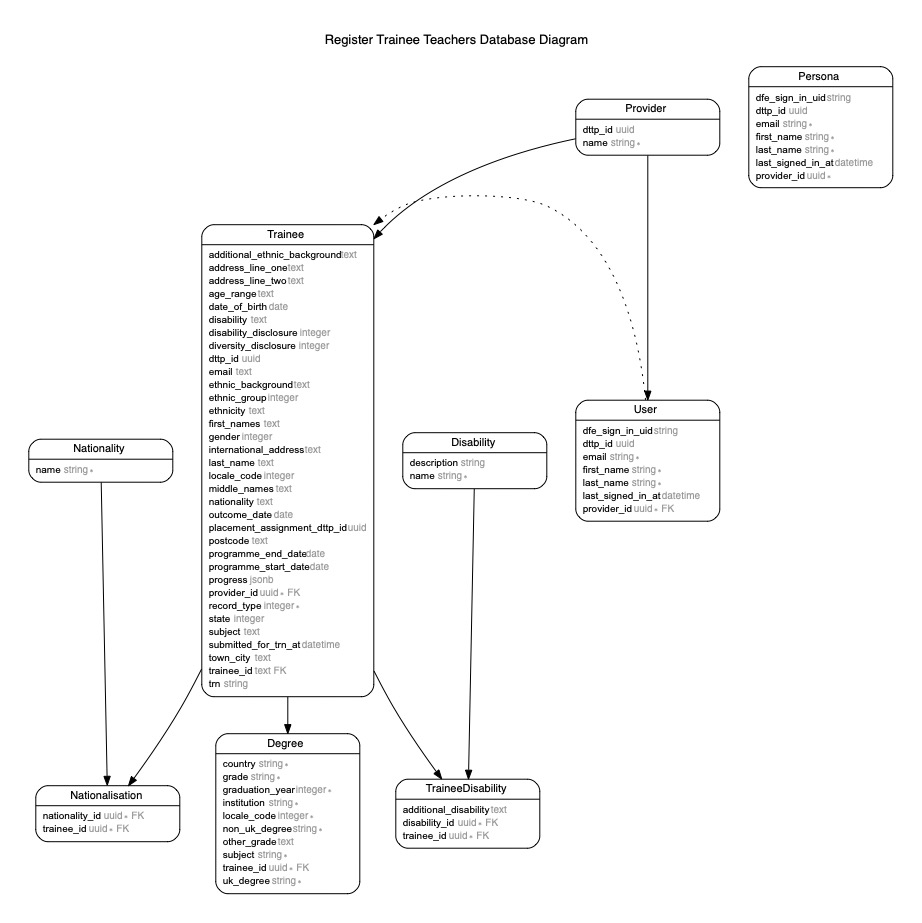 Register Trainee Teachers Database Diagram
Persona
dfe_sign_in_uid string
dttp_id uuid
email string *
first_name string *
last_name string *
last_signed_in_at datetime
provider_id uuid *
Provider
dttp_id uuid
name string *
Trainee
additional_ethnic_background text
address_line_one text
address_line_two text
age_range text
date_of_birth date
disability text
disability_disclosure integer
diversity_disclosure integer
dttp_id uuid
email text
ethnic_background text
ethnic_group integer
ethnicity text
first_names text
gender integer
international_address text
last_name text
locale_code integer
middle_names text
nationality text
outcome_date date
placement_assignment_dttp_id uuid
postcode text
programme_end_date date
programme_start_date date
progress jsonb
provider_id uuid * FK
record_type integer *
state integer
subject text
submitted_for_trn_at datetime
town_city text
trainee_id text FK
trn string
User
dfe_sign_in_uid string
dttp_id uuid
email string *
first_name string *
last_name string *
last_signed_in_at datetime
provider_id uuid * FK
Nationality
name string *
Disability
description string
name string *
Degree
country string *
grade string *
graduation_year integer *
institution string *
locale_code integer *
non_uk_degree string *
other_grade text
subject string *
trainee_id uuid * FK
uk_degree string *
Nationalisation
nationality_id uuid * FK
trainee_id uuid * FK
TraineeDisability
additional_disability text
disability_id uuid * FK
trainee_id uuid * FK